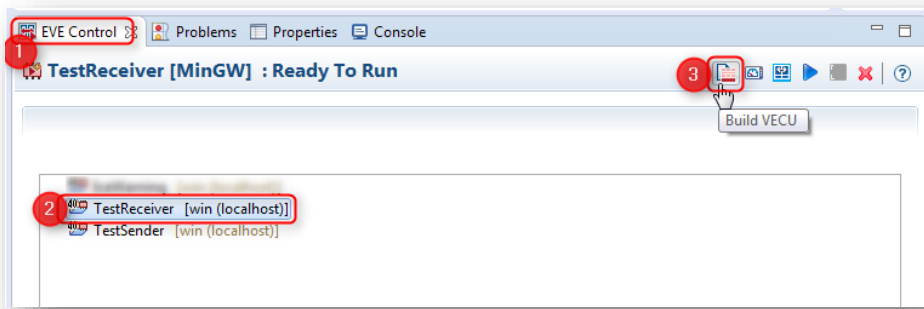 EVE Control Problems Properties Console
1
TestReceiver [MinGW] : Ready To Run
3
Build VECU
2 TestReceiver [win (localhost)]
TestSender [win (localhost)]